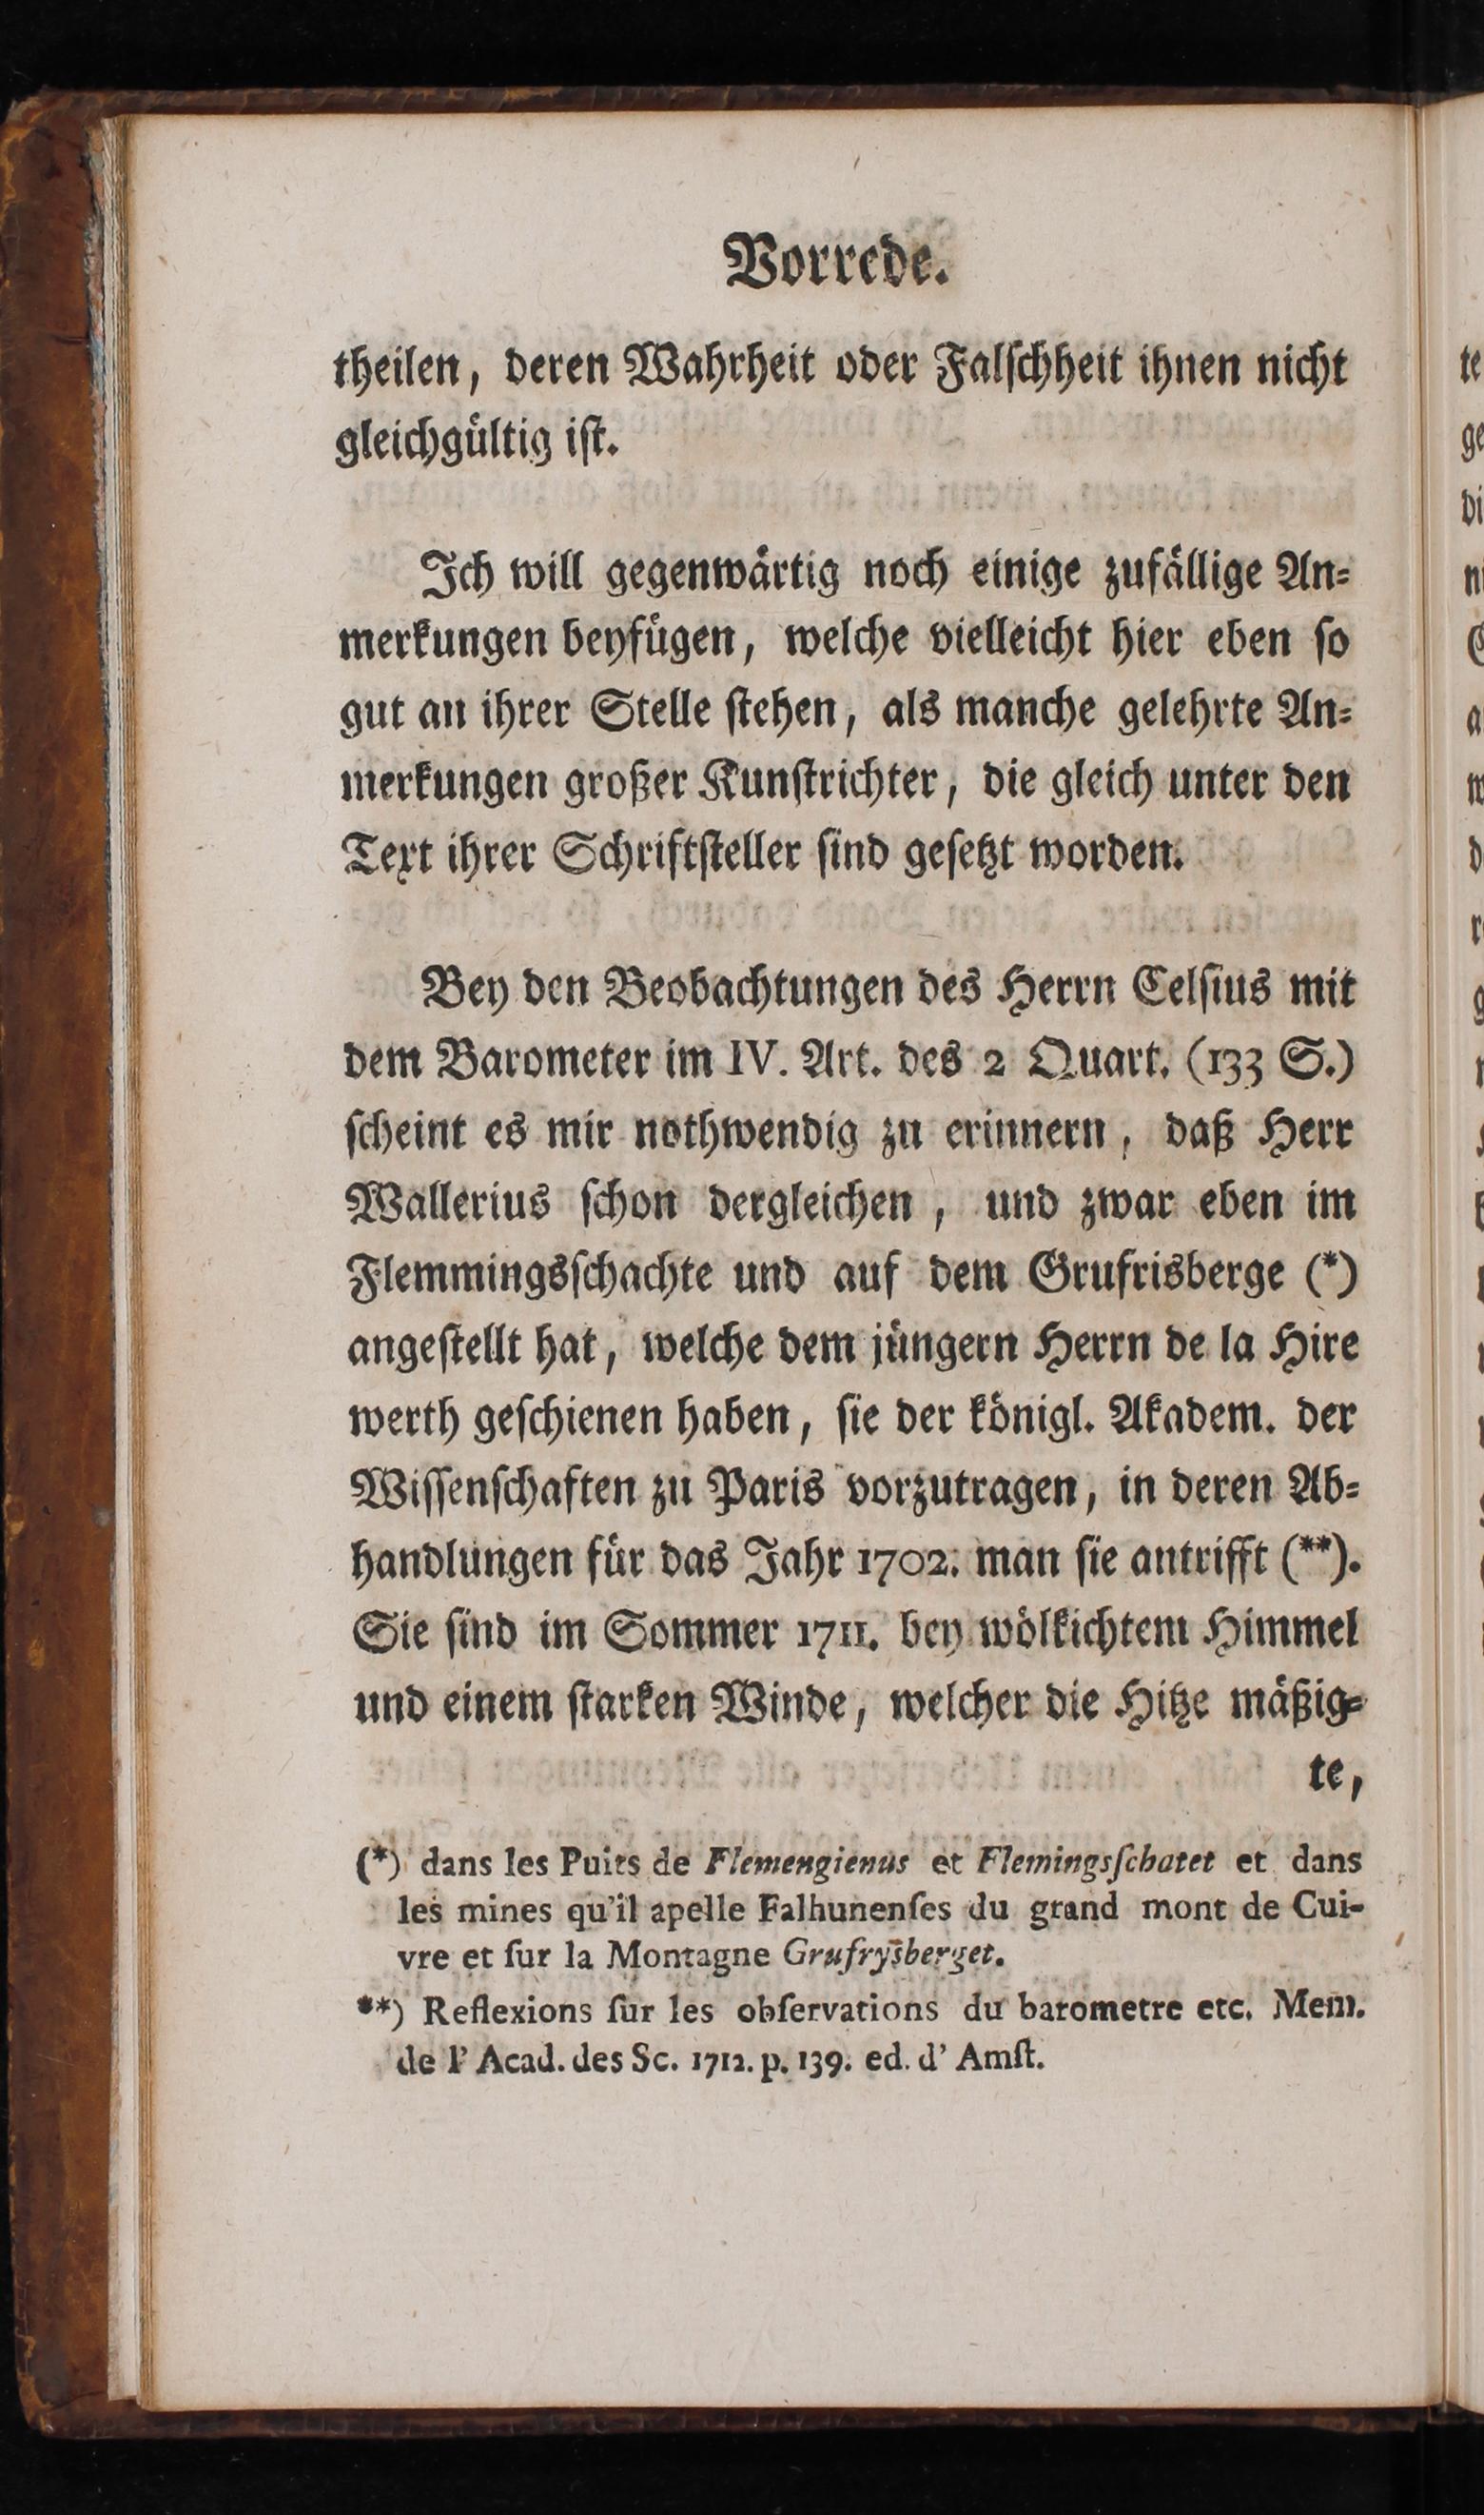 Vorrede.
theilen, deren Wahrheit oder Falſchheit ihnen nicht
gleichgültig iſt.
Ich will gegenwärtig noch einige zufällige An-
merkungen beyfügen, welche vielleicht hier eben ſo
gut an ihrer Stelle ſtehen, als manche gelehrte An-
merkungen großer Kunſtrichter, die gleich unter den
Text ihrer Schriftſteller ſind geſetzt worden.
Bey den Beobachtungen des Herrn Celſius mit
dem Barometer im IV. Art. des 2 Quart. (133 S.)
ſcheint es mir nothwendig zu erinnern, daß Herr
Wallerius ſchon dergleichen, und zwar eben im
Flemmingsſchachte und auf dem Grufrisberge (*)
angeſtellt hat, welche dem jüngern Herrn de la Hire
werth geſchienen haben, ſie der königl. Akadem. der
Wiſſenſchaften zu Paris vorzutragen, in deren Ab-
handlungen für das Jahr 1702. man ſie antrifft (**).
Sie ſind im Sommer 1711. bey wölkichtem Himmel
und einem ſtarken Winde, welcher die Hitze mäßig-
te,
(*) dans les Puits de Flemengienus et Flemingsſchatet et dans
les mines qu'il apelle Falhunenſes du grand mont de Cui-
vre et ſur la Montagne Grufrysberget.
**) Reflexions ſur les obſervations du barometre etc. Mem.
de l' Acad. des Sc. 1712. p. 139. ed. d' Amſt.